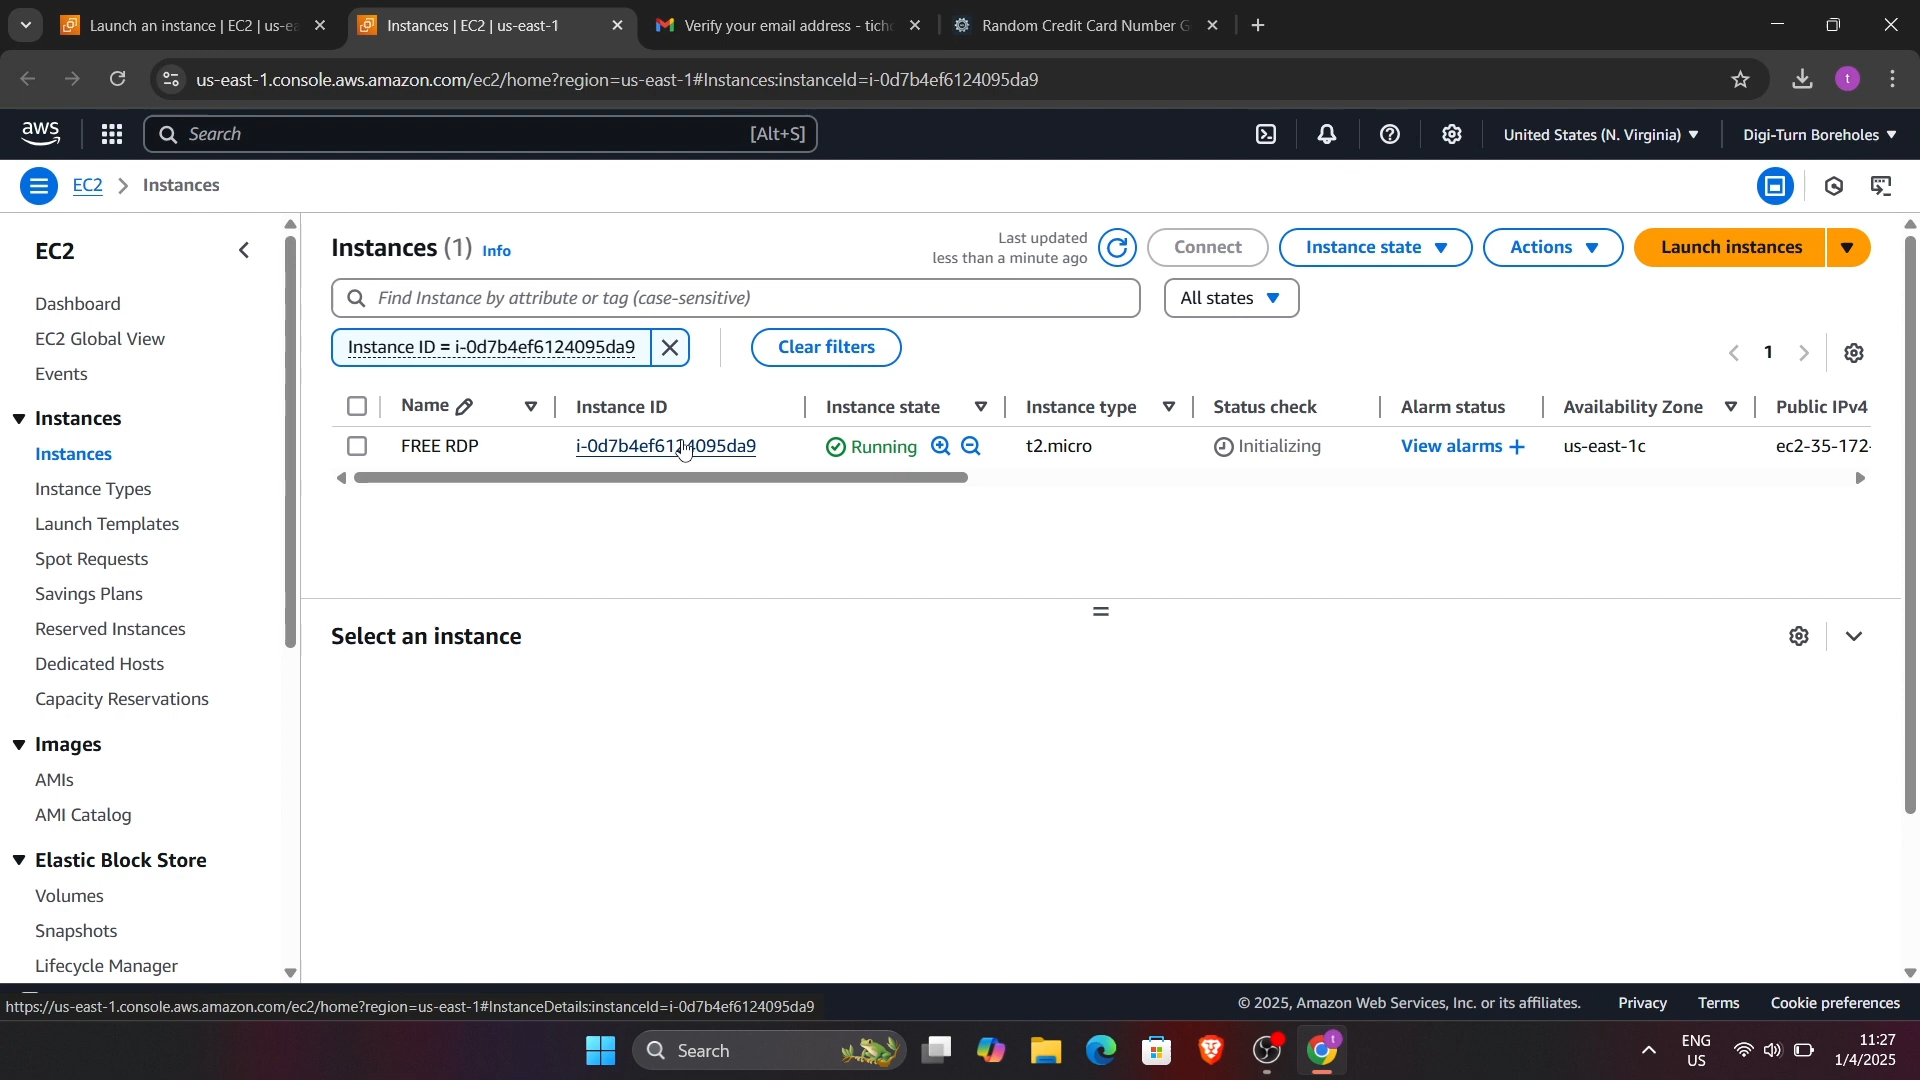 Launch an instance | EC2 | us-ea
Instances | EC2 | us-east-1
Verify your email address - tich
Random Credit Card Number G
us-east-1.console.aws.amazon.com/ec2/home?region=us-east-1#Instances:instanceId=i-0d7b4ef6124095da9
t
aws
Search
[Alt+S]
United States (N. Virginia)
Digi-Turn Boreholes
EC2
Instances
EC2
Dashboard
EC2 Global View
Events
Instances
Instances
Instance Types
Launch Templates
Spot Requests
Savings Plans
Reserved Instances
Dedicated Hosts
Capacity Reservations
Images
AMIs
AMI Catalog
Elastic Block Store
Volumes
Snapshots
Lifecycle Manager
Instances (1) Info
Last updated
less than a minute ago
Connect
Instance state
Actions
Launch instances
Find Instance by attribute or tag (case-sensitive)
All states
Instance ID = i-0d7b4ef6124095da9
Clear filters
1
Name
Instance ID
Instance state
Instance type
Status check
Alarm status
Availability Zone
Public IPv4
FREE RDP
i-0d7b4ef6124095da9
Running
t2.micro
Initializing
View alarms +
us-east-1c
ec2-35-172-
Select an instance
https://us-east-1.console.aws.amazon.com/ec2/home?region=us-east-1#InstanceDetails:instanceId=i-0d7b4ef6124095da9
© 2025, Amazon Web Services, Inc. or its affiliates.
Privacy
Terms
Cookie preferences
Search
t
ENG
US
11:27
1/4/2025